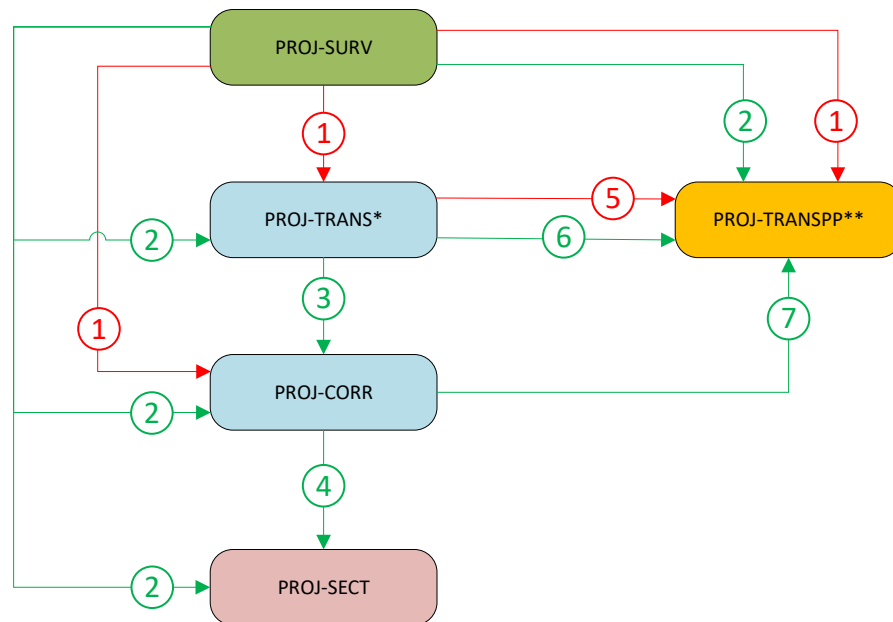 PROJ-SURV
1
2
1
PROJ-TRANS*
5
PROJ-TRANSPP**
2
6
3
7
1
PROJ-CORR
2
4
2
PROJ-SECT